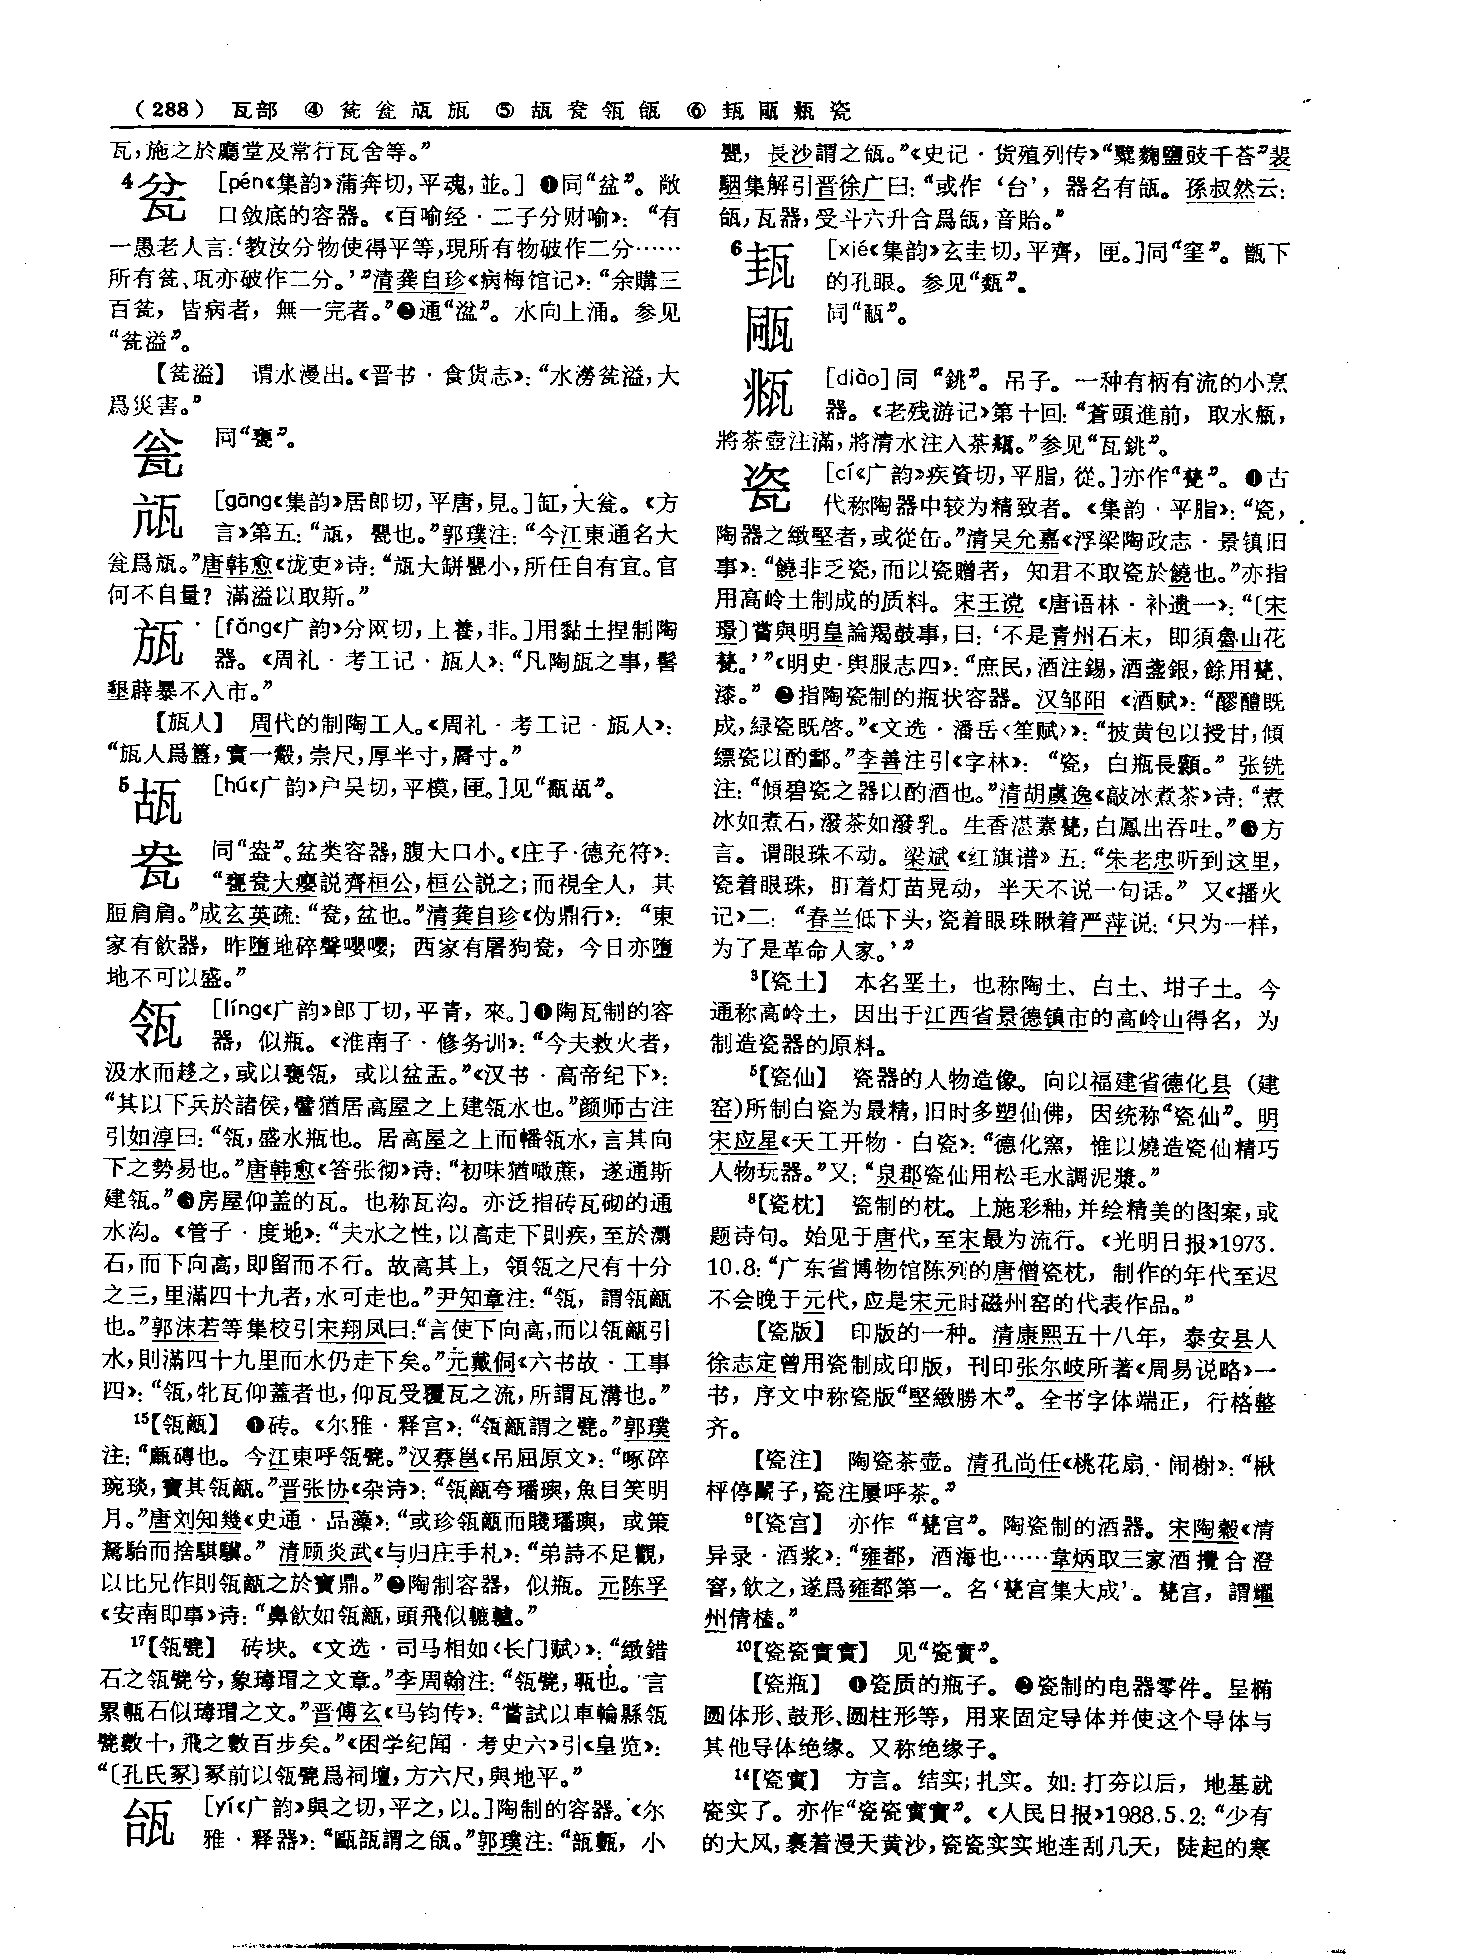 （288） 瓦部 ④ 瓫 瓮 瓨 瓬 ⑤ 瓳 瓽 瓴 瓵 ⑥ 瓷
瓦，施之於廳堂及常行瓦舍等。”
4瓫 [pén《集韵》蒲奔切，平魂，並。] ❶同“盆”。敞
口敛底的容器。《百喻经·二子分财喻》：“有
一愚老人言：‘教汝分物使得平等，現所有物破作二分……
所有瓫、瓨亦破作二分。’”清龚自珍《病梅馆记》：“余購三
百瓫，皆病者，無一完者。”❷通“湓”。水向上涌。参见
“瓫溢”。
【瓫溢】 谓水漫出。《晋书·食货志》：“水澇瓫溢，大
爲災害。”
瓮 同“甕”。
[gāng《集韵》居郎切，平唐，見。]缸，大瓮。《方
言》第五：“瓨，甖也。”郭璞注：“今江東通名大
瓮爲瓨。”唐韩愈《泷吏》诗：“瓨大缾甖小，所任自有宜。官
何不自量？滿溢以取斯。”
瓬 [fǎng《广韵》分网切，上養，非。]用黏土捏制陶
器。《周礼·考工记·瓬人》：“凡陶瓬之事，髻
墾薜暴不入市。”
【瓬人】 周代的制陶工人。《周礼·考工记·瓬人》：
“瓬人爲簋，實一觳，崇尺，厚半寸，脣寸。”
5瓳 [hú《广韵》户吴切，平模，匣。]见“㼾瓳”。
瓽 同“盎”。盆类容器，腹大口小。《庄子·德充符》：
“甕㼜大癭説齊桓公，桓公説之；而視全人，其
脰肩肩。”成玄英疏：“㼜，盆也。”清龚自珍《伪鼎行》：“東
家有飲器，昨墮地碎聲嘤嘤；西家有屠狗㼜，今日亦墮
地不可以盛。”
瓴 [líng《广韵》郎丁切，平青，來。]❶陶瓦制的容
器，似瓶。《淮南子·修务训》：“今夫救火者，
汲水而趍之，或以甕瓴，或以盆盂。”《汉书·高帝纪下》：
“其以下兵於諸侯，譬猶居高屋之上建瓴水也。”颜师古注
引如淳曰：“瓴，盛水瓶也。居高屋之上而幡瓴水，言其向
下之勢易也。”唐韩愈《答张彻》诗：“初味猶噉蔗，遂通斯
建瓴。”❷房屋仰盖的瓦。也称瓦沟。亦泛指砖瓦砌的通
水沟。《管子·度地》：“夫水之性，以高走下則疾，至於漂
石，而下向高，即留而不行。故高其上，領瓴之尺有十分
之三，里滿四十九者，水可走也。”尹知章注：“瓴，謂瓴甋
也。”郭沫若等集校引宋翔凤曰：“言使下向高，而以瓴甋引
水，則滿四十九里而水仍走下矣。”元戴侗《六书故·工事
四》：“瓴，牝瓦仰蓋者也，仰瓦受覆瓦之流，所謂瓦溝也。”
15【瓴甋】 ❶砖。《尔雅·释宫》：“瓴甋謂之甓。”郭璞
注：“甎磚也。今江東呼瓴甓。”汉蔡邕《吊屈原文》：“啄碎
琬琰，寶其瓴甋。”晋张协《杂诗》：“瓴甋夸璠璵，魚目笑明
月。”唐刘知幾《史通·品藻》：“或珍瓴甋而賤璠璵，或策
駑駘而捨騏驥。”清顾炎武《与归庄手札》：“弟詩不足觀，
以比兄作則瓴甋之於寶鼎。”❷陶制容器，似瓶。元陈孚
《安南即事》诗：“鼻飲如瓴甋，頭飛似轆轤。”
17【瓴甓】 砖块。《文选·司马相如〈长门赋〉》：“緻錯
石之瓴甓兮，象瑇瑁之文章。”李周翰注：“瓴甓，甎也。言
累甎石似瑇瑁之文。”晋傅玄《马钧传》：“嘗試以車輪縣瓴
甓數十，飛之數百步矣。”《困学纪闻·考史六》引《皇览》：
“〔孔氏冢〕冢前以瓴甓爲祠壇，方六尺，與地平。”
瓵 [yí《广韵》與之切，平之，以。]陶制的容器。《尔
雅·释器》：“甌瓿謂之瓵。”郭璞注：“瓿甊，小
甖，長沙謂之瓵。”《史记·货殖列传》“糱麴鹽豉千荅”裴
駰集解引晋徐广曰：“或作‘台’，器名有瓵。孫叔然云：
瓵，瓦器，受斗六升合爲瓵，音貽。”
6 [xié《集韵》玄圭切，平齊，匣。]同“窐”。甑下
的孔眼。参见“甑”。
[diào]同“銚”。吊子。一种有柄有流的小烹
器。《老残游记》第十回：“蒼頭進前，取水瓶，
將茶壺注滿，將清水注入茶瓶。”参见“瓦銚”。
瓷 [cí《广韵》疾資切，平脂，從。]亦作“甆”。❶古
代称陶器中较为精致者。《集韵·平脂》：“瓷，
陶器之緻堅者，或從缶。”清吴允嘉《浮梁陶政志·景镇旧
事》：“饒非乏瓷，而以瓷贈者，知君不取瓷於饒也。”亦指
用高岭土制成的质料。宋王谠《唐语林·补遗一》：“〔宋
璟〕嘗與明皇論羯鼓事，曰：‘不是青州石末，即須魯山花
甆。’”《明史·舆服志四》：“庶民，酒注錫，酒盞銀，餘用甆、
漆。”❷指陶瓷制的瓶状容器。汉邹阳《酒赋》：“醪醴既
成，緑瓷既啓。”《文选·潘岳〈笙赋〉》：“披黄包以授甘，傾
縹瓷以酌酃。”李善注引《字林》：“瓷，白瓶長䫜。”张铣
注：“傾碧瓷之器以酌酒也。”清胡虞逸《敲冰煮茶》诗：“煮
冰如煮石，潑茶如潑乳。生香湛素甆，白鳳出吞吐。”❸方
言。谓眼珠不动。梁斌《红旗谱》五：“朱老忠听到这里，
瓷着眼珠，盯着灯苗晃动，半天不说一句话。”又《播火
记》二：“春兰低下头，瓷着眼珠瞅着严萍说：‘只为一样，
为了是革命人家。’”
3【瓷土】 本名垩土，也称陶土、白土、坩子土。今
通称高岭土，因出于江西省景德镇市的高岭山得名，为
制造瓷器的原料。
5【瓷仙】 瓷器的人物造像。向以福建省德化县（建
窑）所制白瓷为最精，旧时多塑仙佛，因统称“瓷仙”。明
宋应星《天工开物·白瓷》：“德化窯，惟以燒造瓷仙精巧
人物玩器。”又：“泉郡瓷仙用松毛水調泥漿。”
8【瓷枕】 瓷制的枕。上施彩釉，并绘精美的图案，或
题诗句。始见于唐代，至宋最为流行。《光明日报》1973.
10.8：“广东省博物馆陈列的唐僧瓷枕，制作的年代至迟
不会晚于元代，应是宋元时磁州窑的代表作品。”
【瓷版】 印版的一种。清康熙五十八年，泰安县人
徐志定曾用瓷制成印版，刊印张尔岐所著《周易说略》一
书，序文中称瓷版“堅緻勝木”。全书字体端正，行格整
齐。
【瓷注】 陶瓷茶壶。清孔尚任《桃花扇·闹榭》：“楸
枰停鬭子，瓷注屢呼茶。”
9【瓷宫】 亦作“甆宫”。陶瓷制的酒器。宋陶穀《清
异录·酒浆》：“雍都，酒海也……韋炳取三家酒攪合澄
窨，飲之，遂爲雍都第一。名‘甆宫集大成’。甆宫，謂耀
州倩榼。”
10【瓷瓷實實】 见“瓷實”。
【瓷瓶】 ❶瓷质的瓶子。❷瓷制的电器零件。呈椭
圆体形、鼓形、圆柱形等，用来固定导体并使这个导体与
其他导体绝缘。又称绝缘子。
14【瓷實】 方言。结实；扎实。如：打夯以后，地基就
瓷实了。亦作“瓷瓷實實”。《人民日报》1988.5.2：“少有
的大风，裹着漫天黄沙，瓷瓷实实地连刮几天，陡起的寒